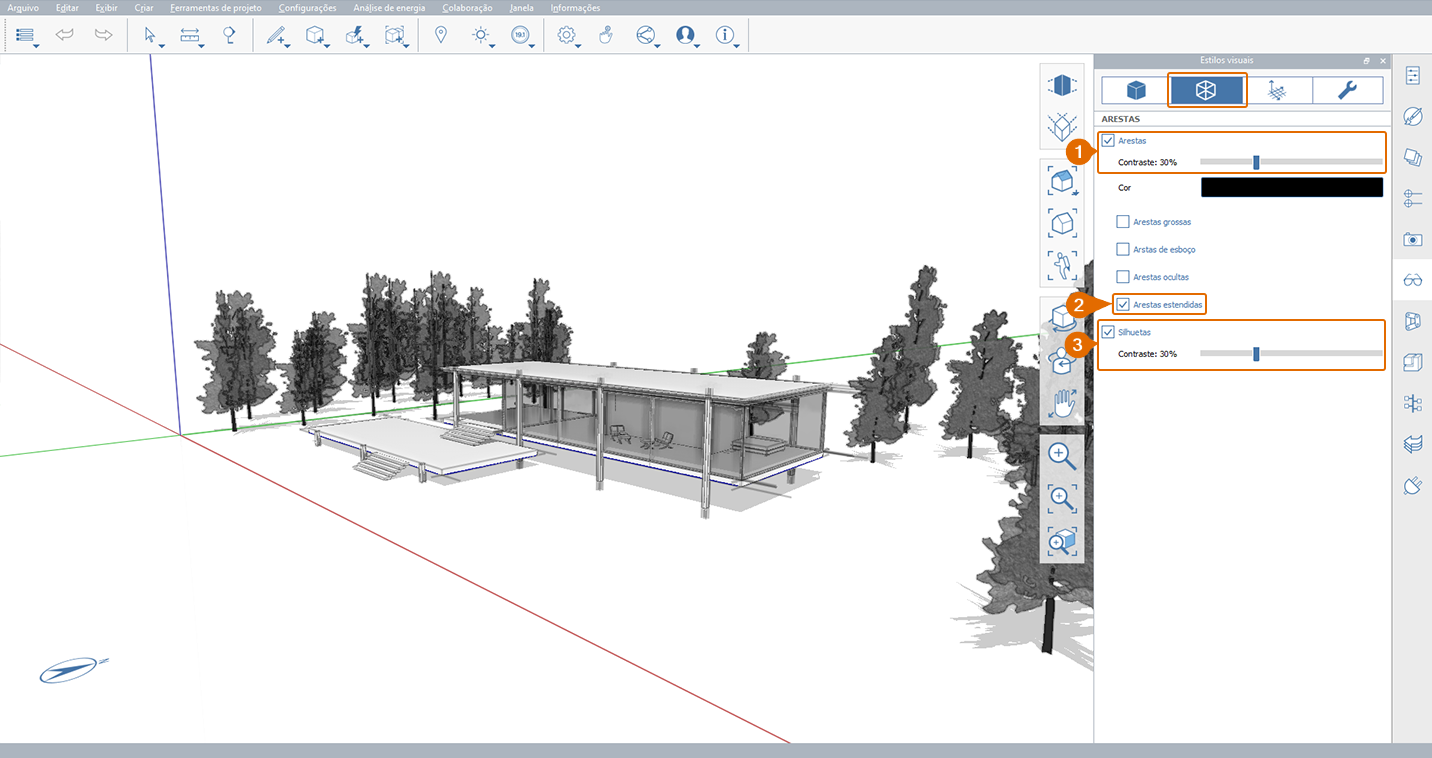 Arquivo Editar Exibir Criar Ferramentas de projeto Configurações Análise de energia Colaboração Janela Informações
191
Estilos visuais
ARESTAS
1 Arestas
Contraste: 30%
Cor
Arestas grossas
Arstas de esboço
Arestas ocultas
2 Arestas estendidas
3 Silhuetas
Contraste: 30%
N